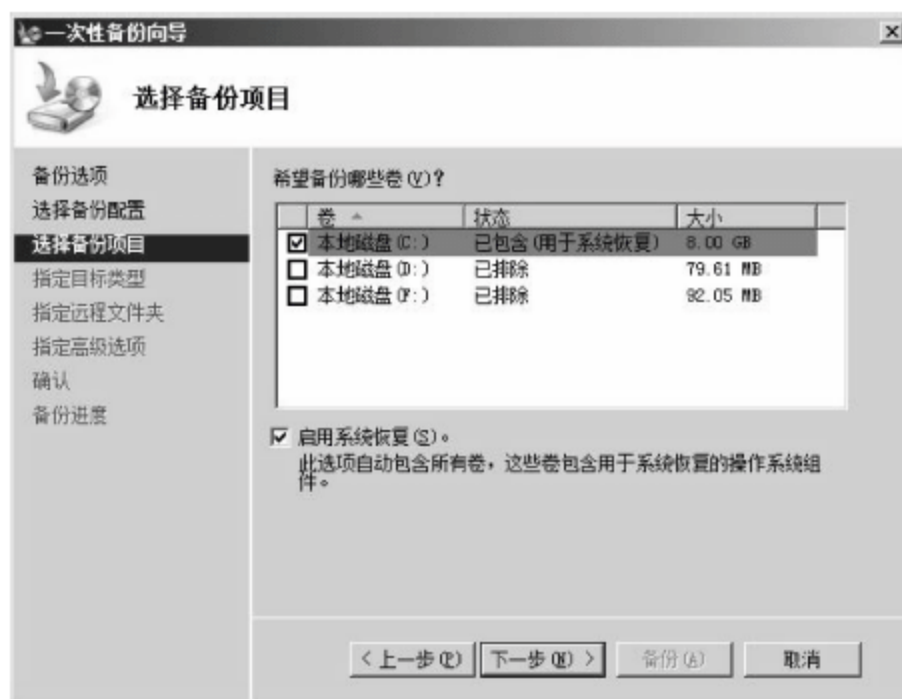 一次性备份向导
选择备份项目
备份选项
选择备份配置
选择备份项目
指定目标类型
指定远程文件夹
指定高级选项
确认
备份进度
希望备份哪些卷(V)?
卷 状态 大小
本地磁盘(C:) 已包含(用于系统恢复) 8.00 GB
本地磁盘(D:) 已排除 79.61 MB
本地磁盘(F:) 已排除 92.05 MB
启用系统恢复(S)。
此选项自动包含所有卷，这些卷包含用于系统恢复的操作系统组
件。
<上一步(P) 下一步(N) > 备份(A) 取消